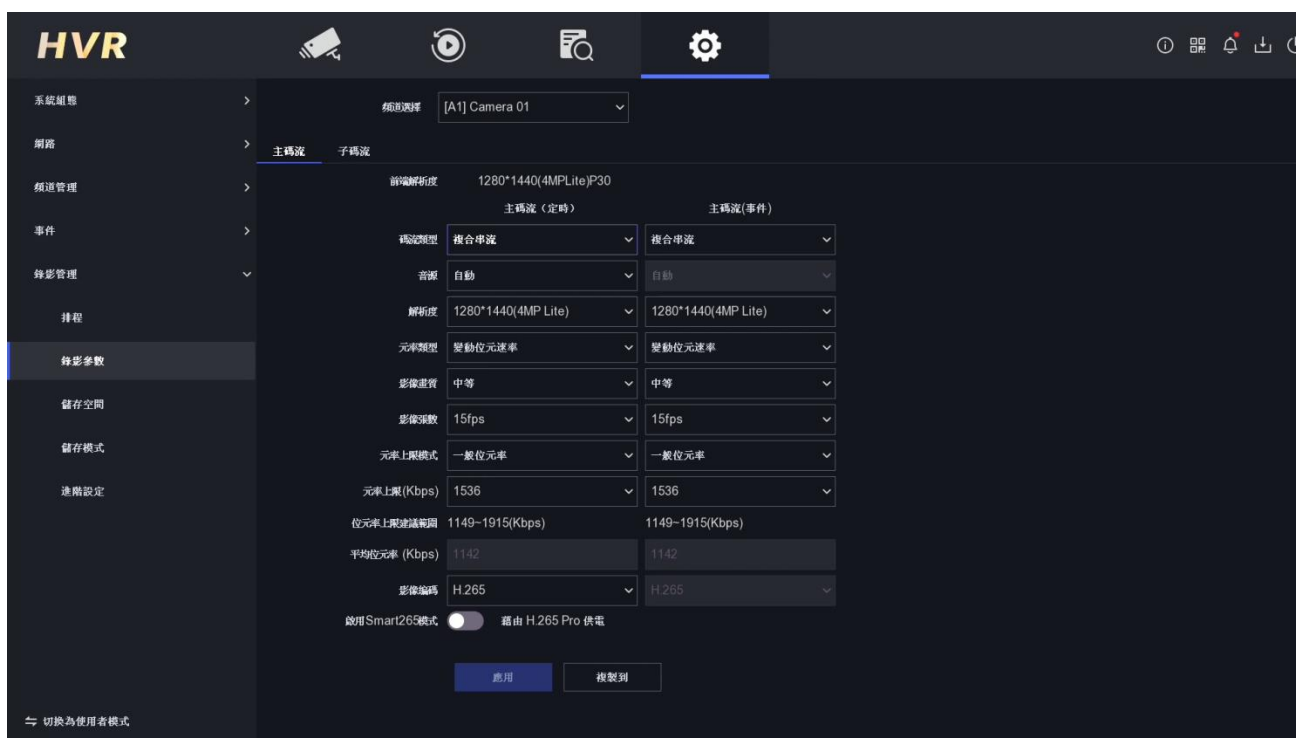 HVR
系統組態
網路
頻道管理
事件
錄影管理
排程
錄影參數
儲存空間
儲存模式
進階設定
切換為使用者模式
頻道選擇 [A1] Camera 01
主碼流 子碼流
前端解析度 1280*1440(4MPLite)P30
主碼流（定時） 主碼流(事件)
碼流類型 複合串流 複合串流
音源 自動 自動
解析度 1280*1440(4MP Lite) 1280*1440(4MP Lite)
元率類型 變動位元速率 變動位元速率
影像畫質 中等 中等
影像張數 15fps 15fps
元率上限模式 一般位元率 一般位元率
元率上限(Kbps) 1536 1536
位元率上限建議範圍 1149~1915(Kbps) 1149~1915(Kbps)
平均位元率 (Kbps) 1142 1142
影像編碼 H.265 H.265
啟用Smart265模式 藉由 H.265 Pro 供電
應用 複製到